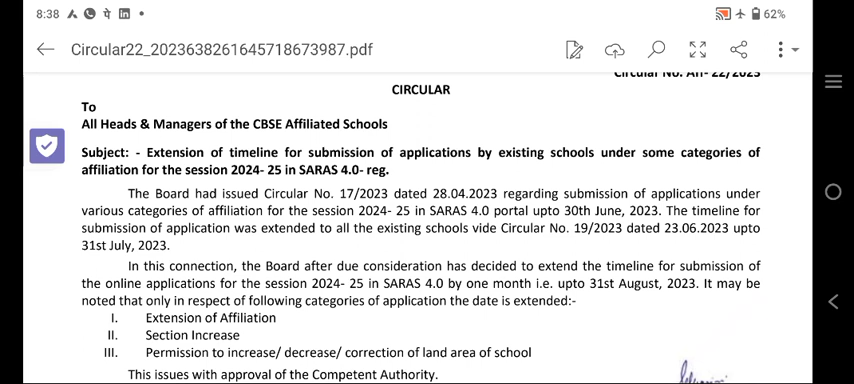 8:38 62%
Circular22_2023638261645718673987.pdf
Circular No. Aff- 22/2023
CIRCULAR
To
All Heads & Managers of the CBSE Affiliated Schools
Subject: - Extension of timeline for submission of applications by existing schools under some categories of
affiliation for the session 2024- 25 in SARAS 4.0- reg.
The Board had issued Circular No. 17/2023 dated 28.04.2023 regarding submission of applications under
various categories of affiliation for the session 2024- 25 in SARAS 4.0 portal upto 30th June, 2023. The timeline for
submission of application was extended to all the existing schools vide Circular No. 19/2023 dated 23.06.2023 upto
31st July, 2023.
In this connection, the Board after due consideration has decided to extend the timeline for submission of
the online applications for the session 2024- 25 in SARAS 4.0 by one month i.e. upto 31st August, 2023. It may be
noted that only in respect of following categories of application the date is extended:-
I. Extension of Affiliation
II. Section Increase
III. Permission to increase/ decrease/ correction of land area of school
This issues with approval of the Competent Authority.